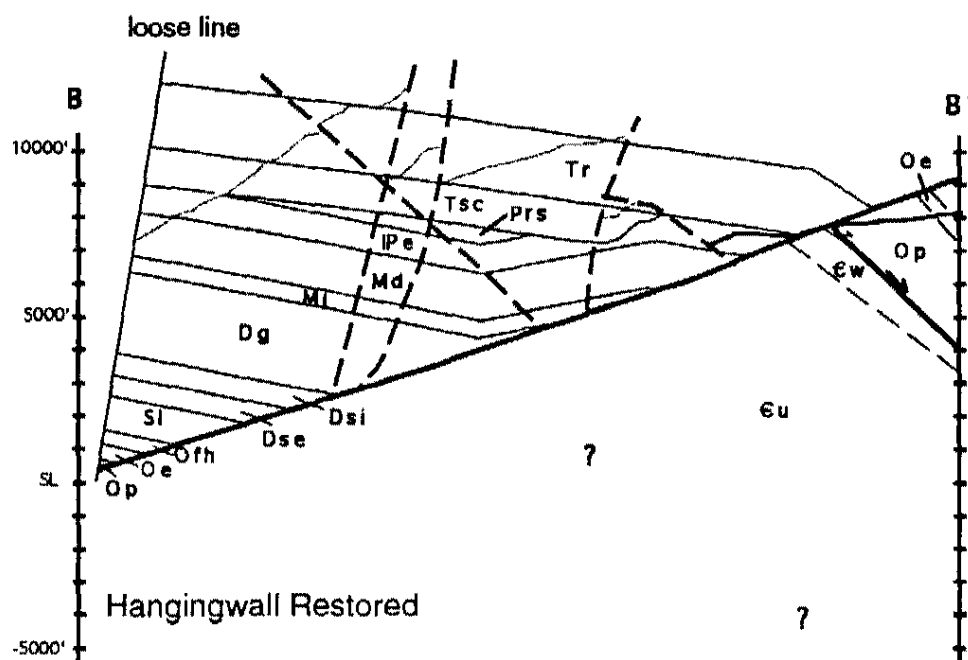 loose line
B
B'
10000'
Oe
Tr
Tsc
Prs
ⅠPe
Op
Єw
Md
5000'
Ml
Dg
Єu
Sl
Dsi
Dse
Ofh
Oe
?
SL
Op
Hangingwall Restored
?
-5000'